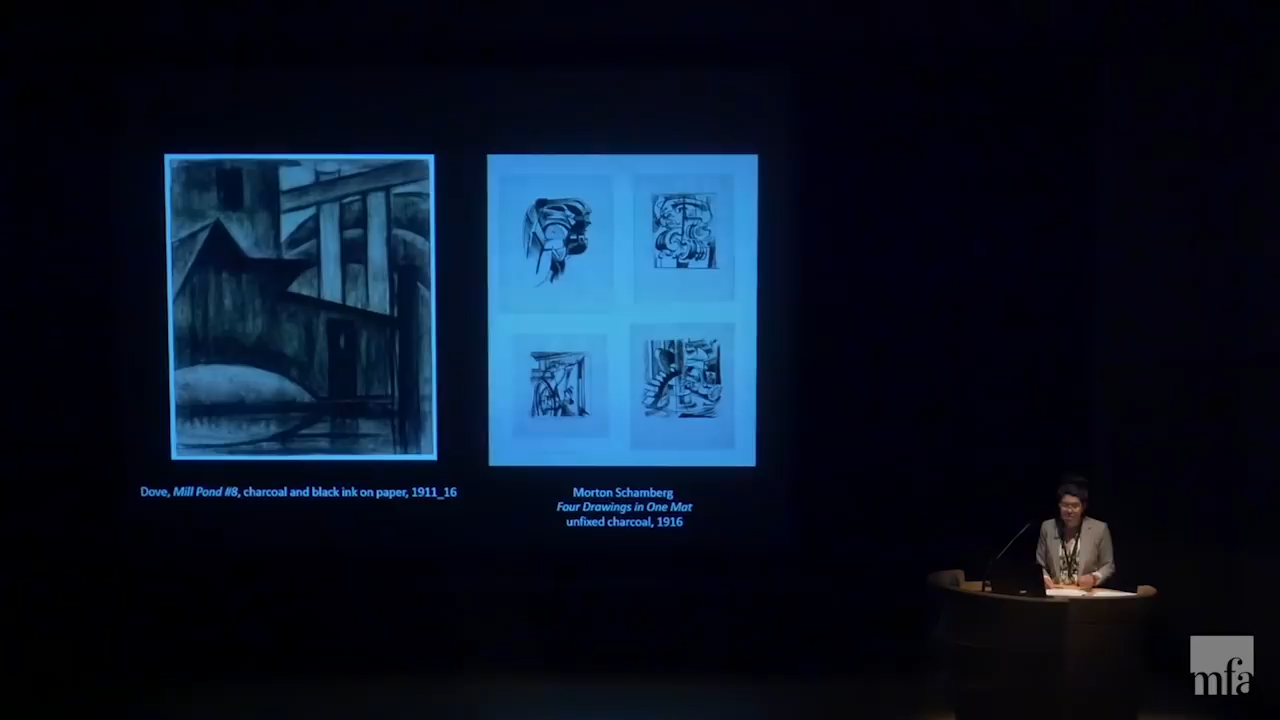 Dove, Mill Pond #8, charcoal and black ink on paper, 1911_16
Morton Schamberg
Four Drawings in One Mat
unfixed charcoal, 1916
mfa